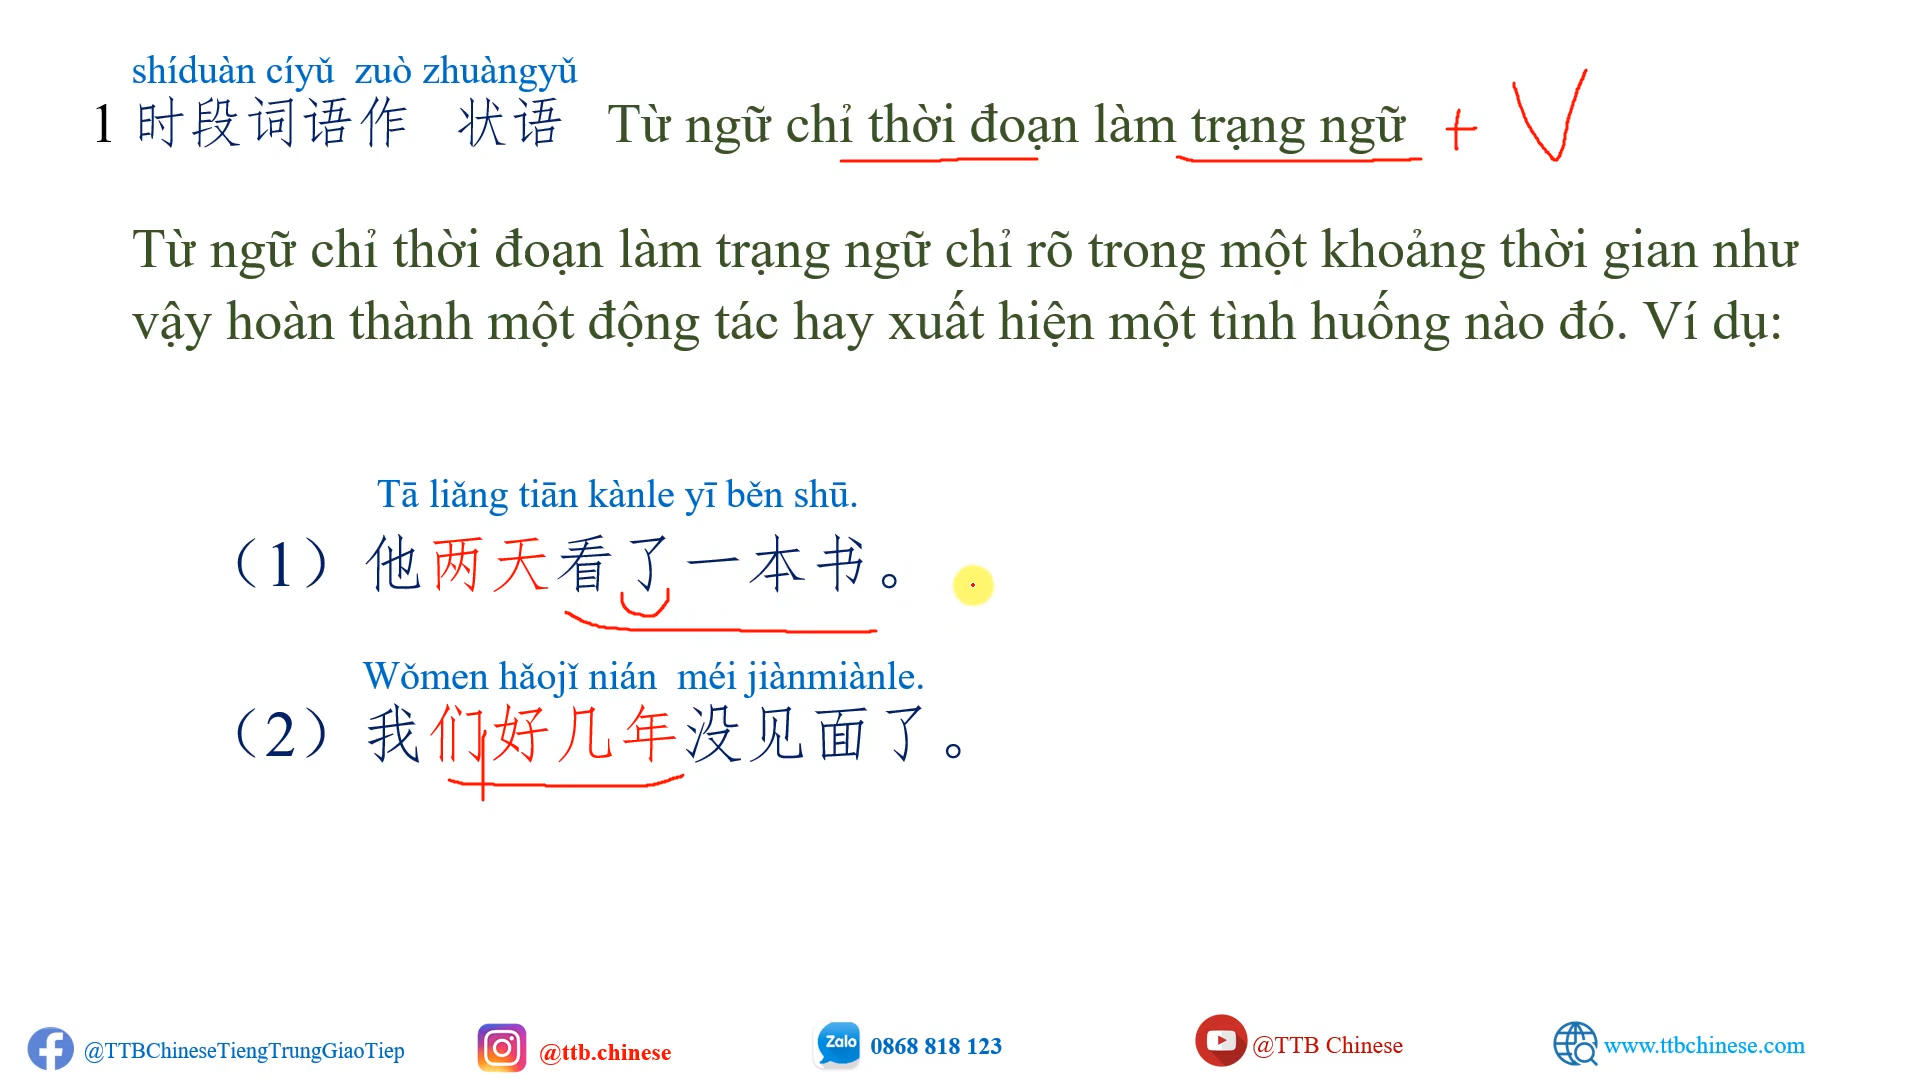 shíduàn cíyǔ  zuò zhuàngyǔ
1 时段词语作 状语 Từ ngữ chỉ thời đoạn làm trạng ngữ + V
Từ ngữ chỉ thời đoạn làm trạng ngữ chỉ rõ trong một khoảng thời gian như
vậy hoàn thành một động tác hay xuất hiện một tình huống nào đó. Ví dụ:
Tā liǎng tiān kànle yī běn shū.
（1）他两天看了一本书。
Wǒmen hǎojǐ nián  méi jiànmiànle.
（2）我们好几年没见面了。
@TTBChineseTiengTrungGiaoTiep
@ttb.chinese
Zalo 0868 818 123
@TTB Chinese
www.ttbchinese.com